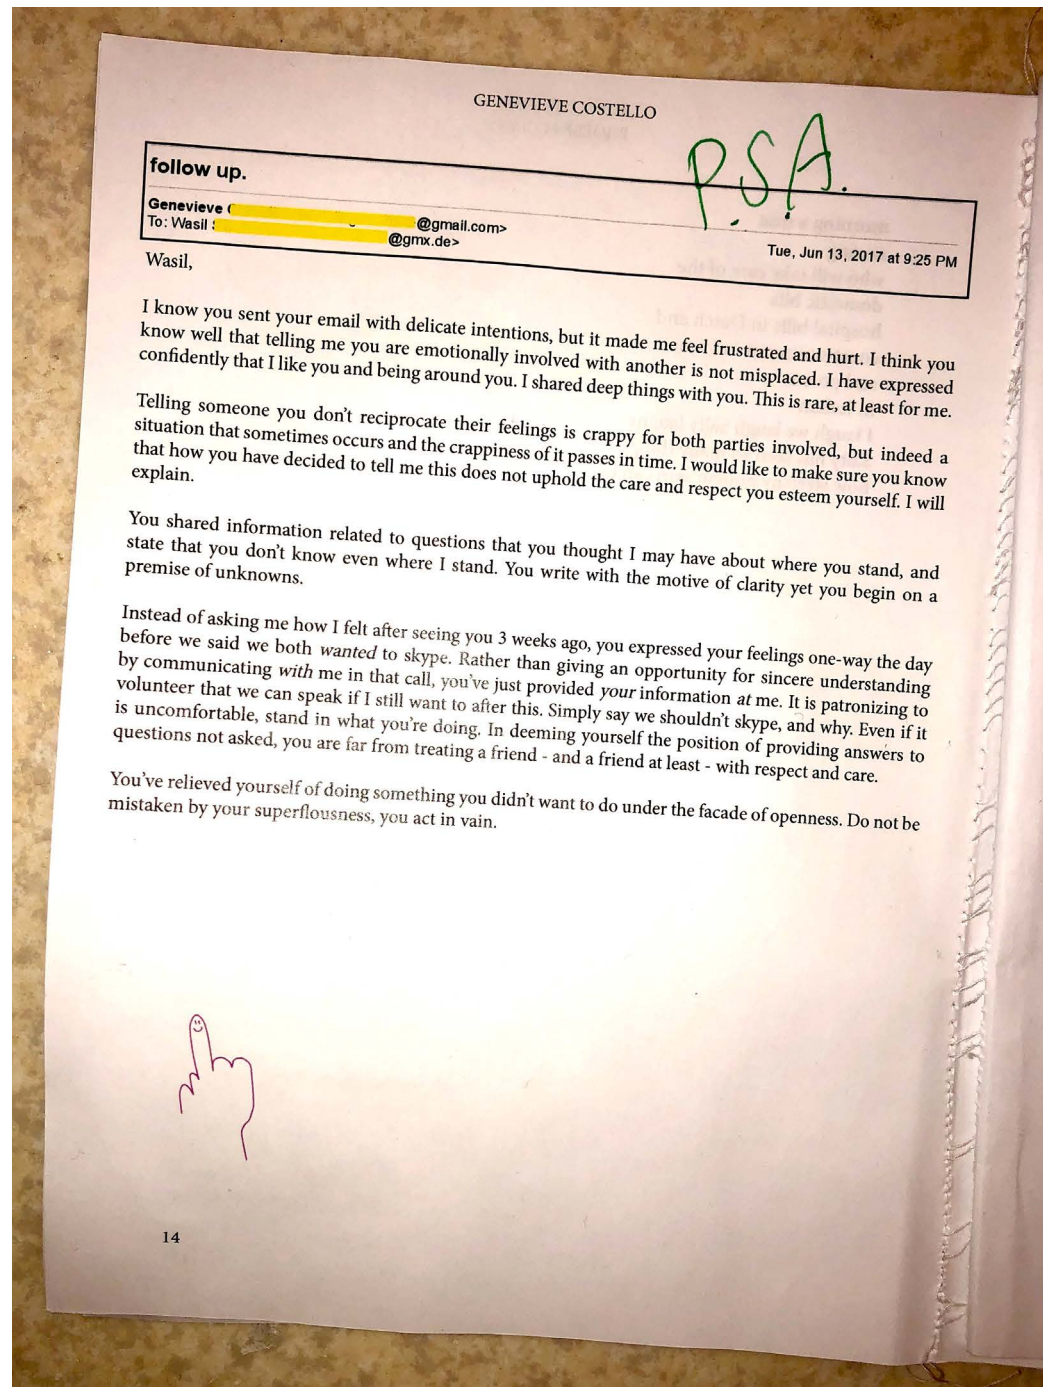 GENEVIEVE COSTELLO
P.S.A.
follow up.
Genevieve
@gmail.com>
To: Wasil
@gmx.de>
Tue, Jun 13, 2017 at 9:25 PM
Wasil,
I know you sent your email with delicate intentions, but it made me feel frustrated and hurt. I think you
know well that telling me you are emotionally involved with another is not misplaced. I have expressed
confidently that I like you and being around you. I shared deep things with you. This is rare, at least for me.
Telling someone you don't reciprocate their feelings is crappy for both parties involved, but indeed a
situation that sometimes occurs and the crappiness of it passes in time. I would like to make sure you know
that how you have decided to tell me this does not uphold the care and respect you esteem yourself. I will
explain.
You shared information related to questions that you thought I may have about where you stand, and
state that you don't know even where I stand. You write with the motive of clarity yet you begin on a
premise of unknowns.
Instead of asking me how I felt after seeing you 3 weeks ago, you expressed your feelings one-way the day
before we said we both wanted to skype. Rather than giving an opportunity for sincere understanding
by communicating with me in that call, you've just provided your information at me. It is patronizing to
volunteer that we can speak if I still want to after this. Simply say we shouldn't skype, and why. Even if it
is uncomfortable, stand in what you're doing. In deeming yourself the position of providing answers to
questions not asked, you are far from treating a friend - and a friend at least - with respect and care.
You've relieved yourself of doing something you didn't want to do under the facade of openness. Do not be
mistaken by your superflousness, you act in vain.
14